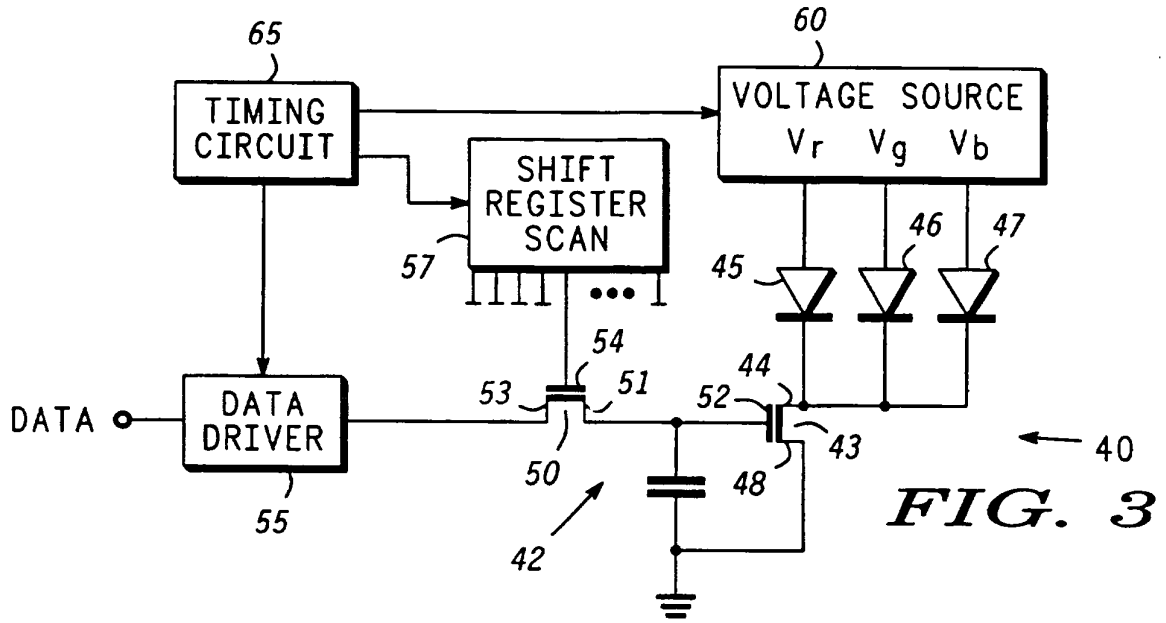 65
60
TIMING
CIRCUIT
VOLTAGE SOURCE
Vr Vg Vb
SHIFT
REGISTER
SCAN
57
45
46
47
54
53
51
50
52
44
43
48
DATA
DATA
DRIVER
55
42
40
FIG. 3